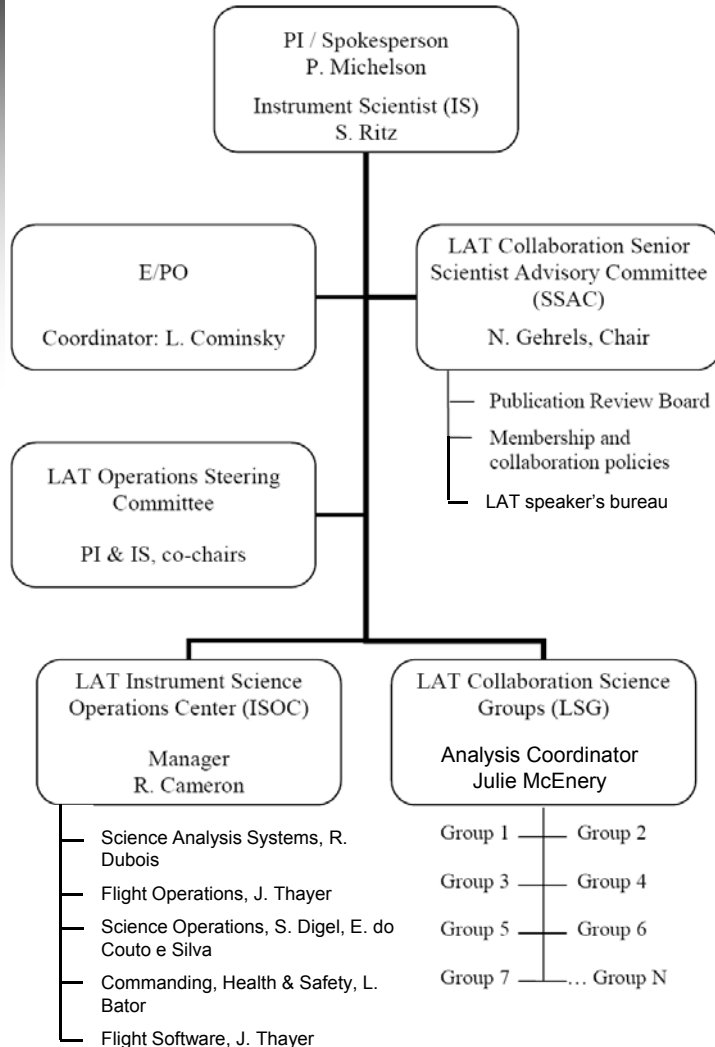 PI / Spokesperson
P. Michelson
Instrument Scientist (IS)
S. Ritz
E/PO
Coordinator: L. Cominsky
LAT Collaboration Senior
Scientist Advisory Committee
(SSAC)
N. Gehrels, Chair
Publication Review Board
Membership and
collaboration policies
LAT speaker's bureau
LAT Operations Steering
Committee
PI & IS, co-chairs
LAT Instrument Science
Operations Center (ISOC)
Manager
R. Cameron
Science Analysis Systems, R.
Dubois
Flight Operations, J. Thayer
Science Operations, S. Digel, E. do
Couto e Silva
Commanding, Health & Safety, L.
Bator
Flight Software, J. Thayer
LAT Collaboration Science
Groups (LSG)
Analysis Coordinator
Julie McEnery
Group 1 Group 2
Group 3 Group 4
Group 5 Group 6
Group 7 … Group N